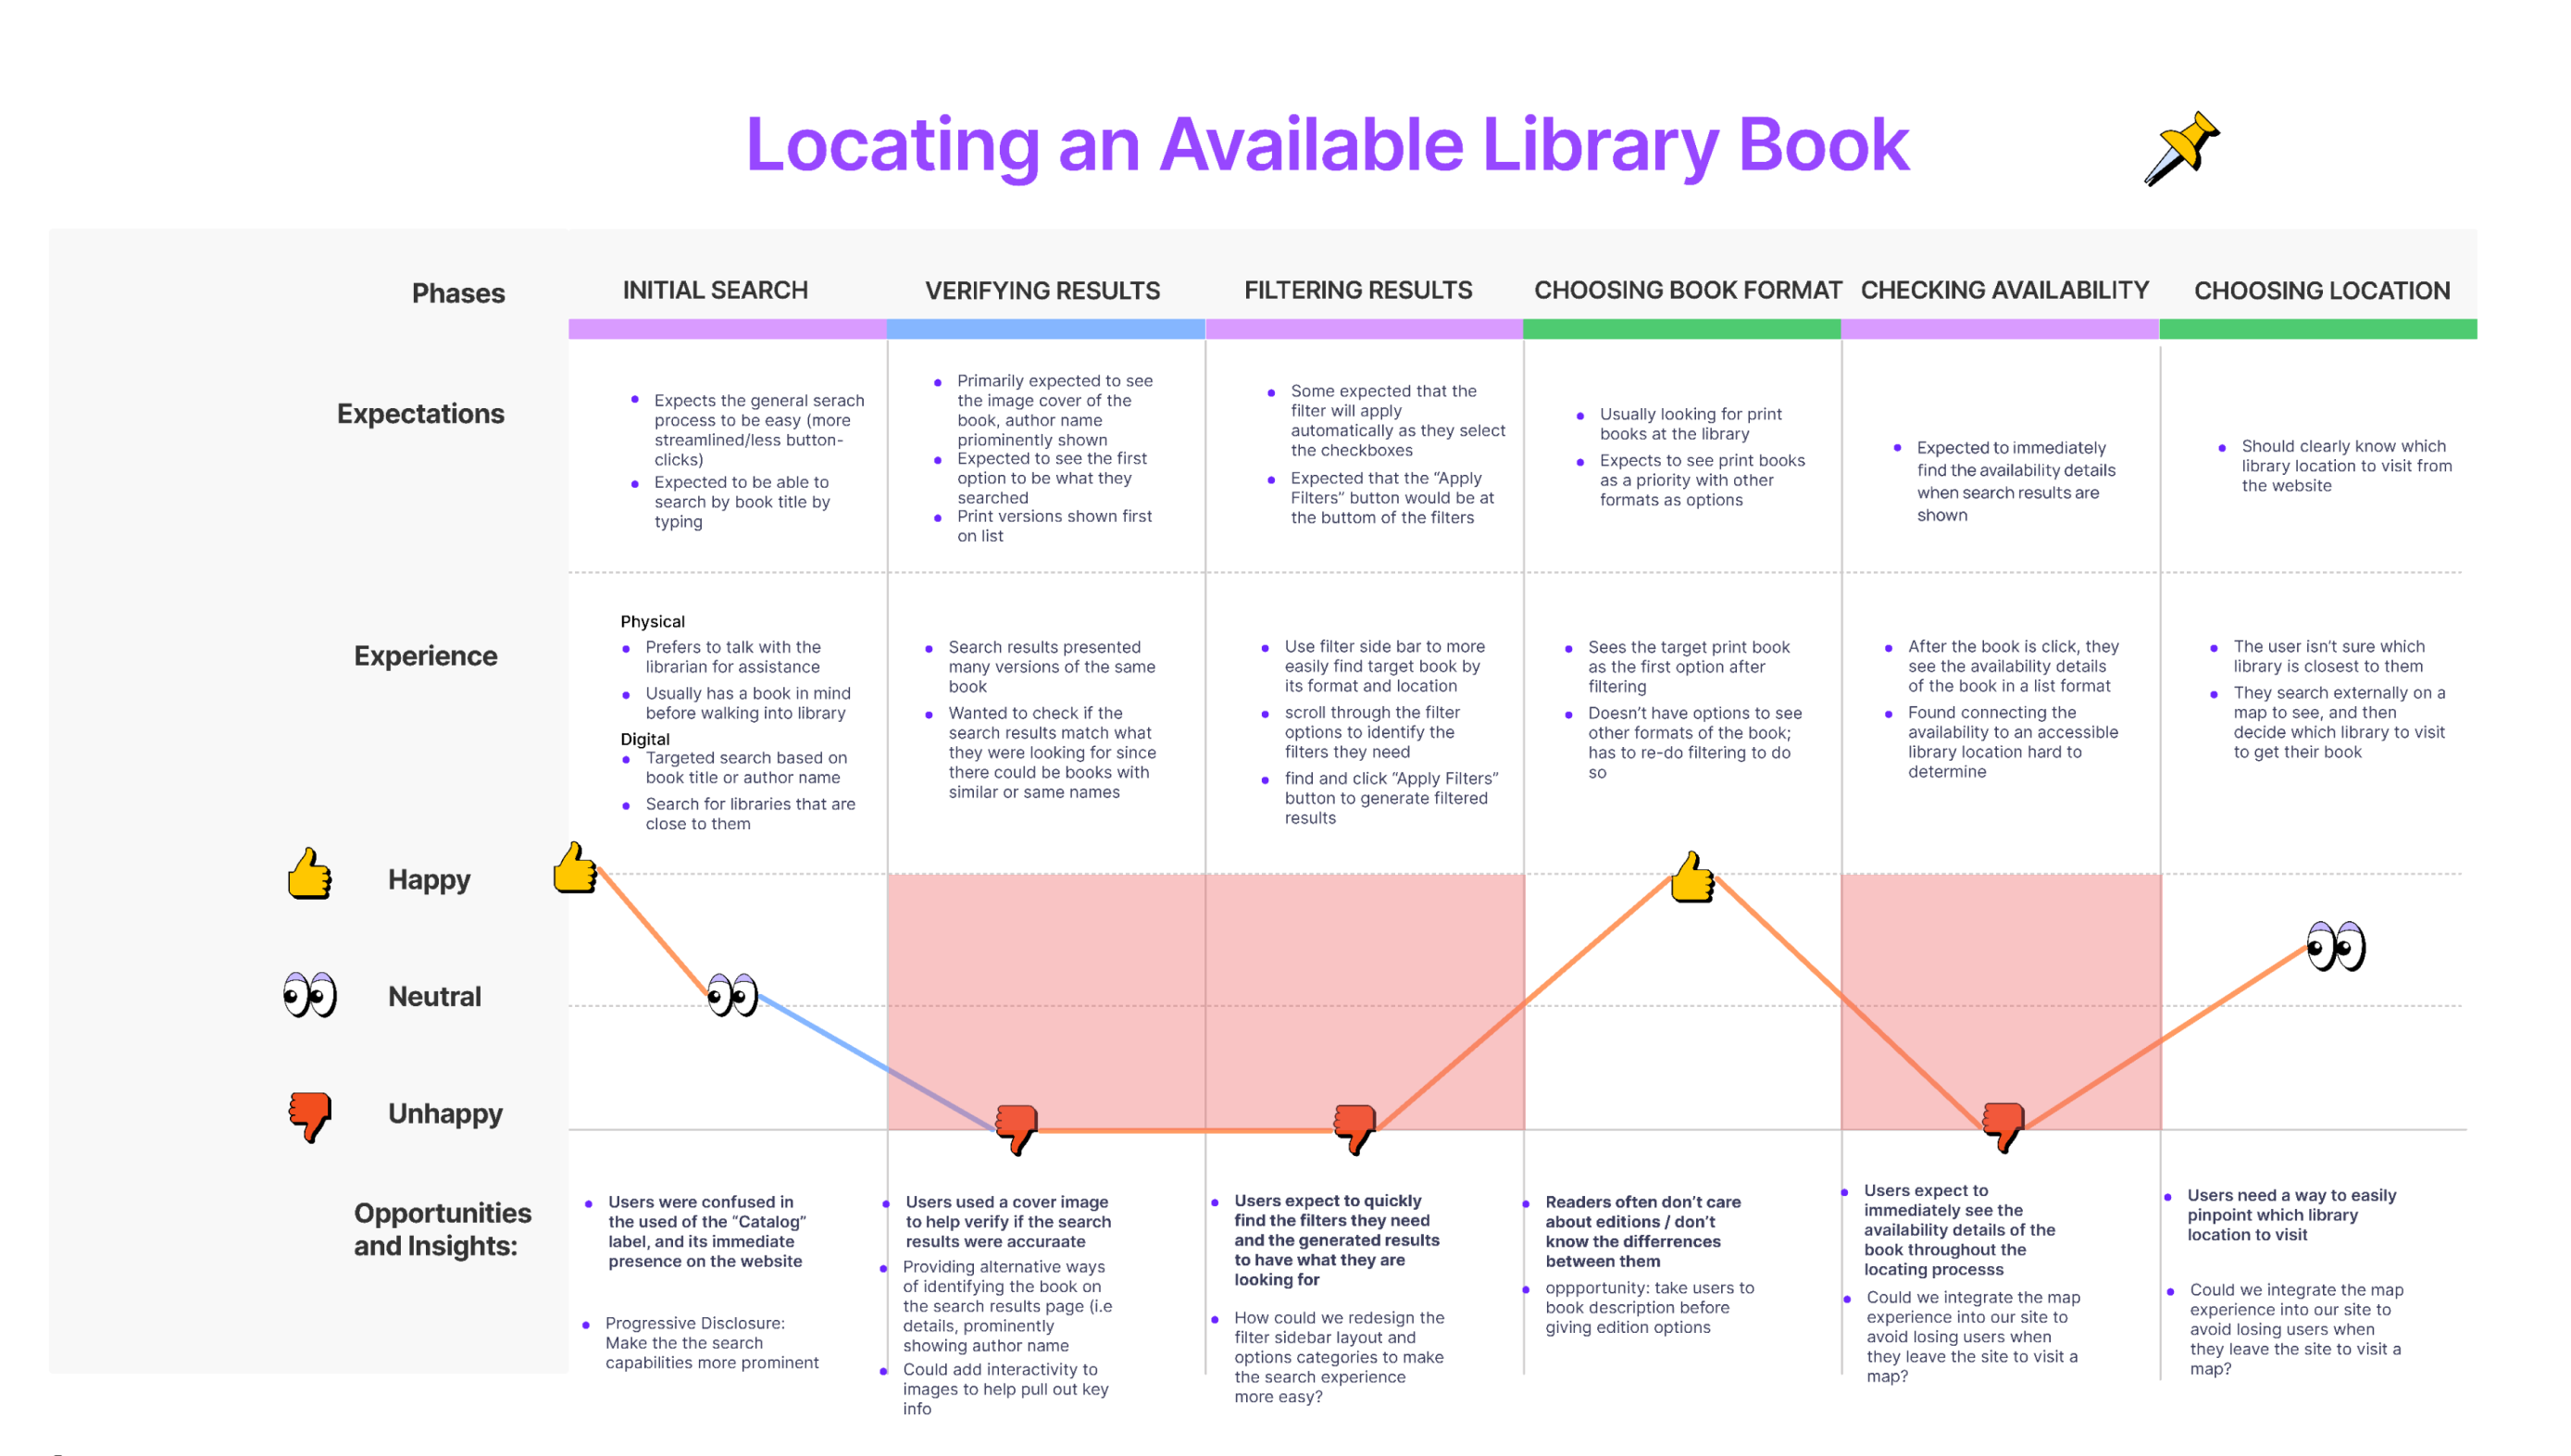 Locating an Available Library Book
Phases
INITIAL SEARCH
VERIFYING RESULTS
FILTERING RESULTS
CHOOSING BOOK FORMAT
CHECKING AVAILABILITY
CHOOSING LOCATION
Expectations
Expects the general serach
process to be easy (more
streamlined/less button-
clicks)
Expected to be able to
search by book title by
typing
Primarily expected to see
the image cover of the
book, author name
priominently shown
Expected to see the first
option to be what they
searched
Print versions shown first
on list
Some expected that the
filter will apply
automatically as they select
the checkboxes
Expected that the “Apply
Filters” button would be at
the buttom of the filters
Usually looking for print
books at the library
Expects to see print books
as a priority with other
formats as options
Expected to immediately
find the availability details
when search results are
shown
Should clearly know which
library location to visit from
the website
Experience
Physical
Prefers to talk with the
librarian for assistance
Usually has a book in mind
before walking into library
Digital
Targeted search based on
book title or author name
Search for libraries that are
close to them
Search results presented
many versions of the same
book
Wanted to check if the
search results match what
they were looking for since
there could be books with
similar or same names
Use filter side bar to more
easily find target book by
its format and location
scroll through the filter
options to identify the
filters they need
find and click “Apply Filters”
button to generate filtered
results
Sees the target print book
as the first option after
filtering
Doesn’t have options to see
other formats of the book;
has to re-do filtering to do
so
After the book is click, they
see the availability details
of the book in a list format
Found connecting the
availability to an accessible
library location hard to
determine
The user isn’t sure which
library is closest to them
They search externally on a
map to see, and then
decide which library to visit
to get their book
Happy
Neutral
Unhappy
Opportunities
and Insights:
Users were confused in
the used of the “Catalog”
label, and its immediate
presence on the website
Progressive Disclosure:
Make the the search
capabilities more prominent
Users used a cover image
to help verify if the search
results were accuraate
Providing alternative ways
of identifying the book on
the search results page (i.e
details, prominently
showing author name
Could add interactivity to
images to help pull out key
info
Users expect to quickly
find the filters they need
and the generated results
to have what they are
looking for
How could we redesign the
filter sidebar layout and
options categories to make
the search experience
more easy?
Readers often don’t care
about editions / don’t
know the differrences
between them
oppportunity: take users to
book description before
giving edition options
Users expect to
immediately see the
availability details of the
book throughout the
locating processs
Could we integrate the map
experience into our site to
avoid losing users when
they leave the site to visit a
map?
Users need a way to easily
pinpoint which library
location to visit
Could we integrate the map
experience into our site to
avoid losing users when
they leave the site to visit a
map?